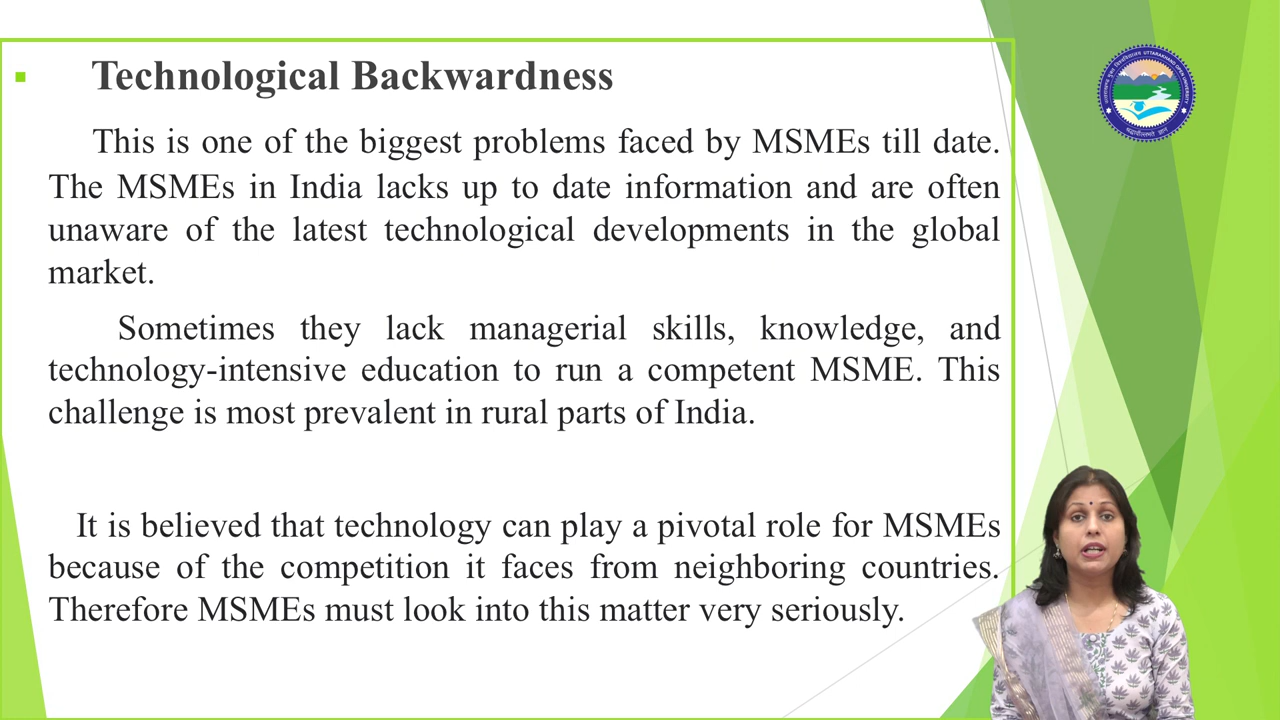 Technological Backwardness
This is one of the biggest problems faced by MSMEs till date.
The MSMEs in India lacks up to date information and are often
unaware of the latest technological developments in the global
market.
Sometimes they lack managerial skills, knowledge, and
technology-intensive education to run a competent MSME. This
challenge is most prevalent in rural parts of India.
It is believed that technology can play a pivotal role for MSMEs
because of the competition it faces from neighboring countries.
Therefore MSMEs must look into this matter very seriously.
UTTARAKHAND OPEN UNIVERSITY